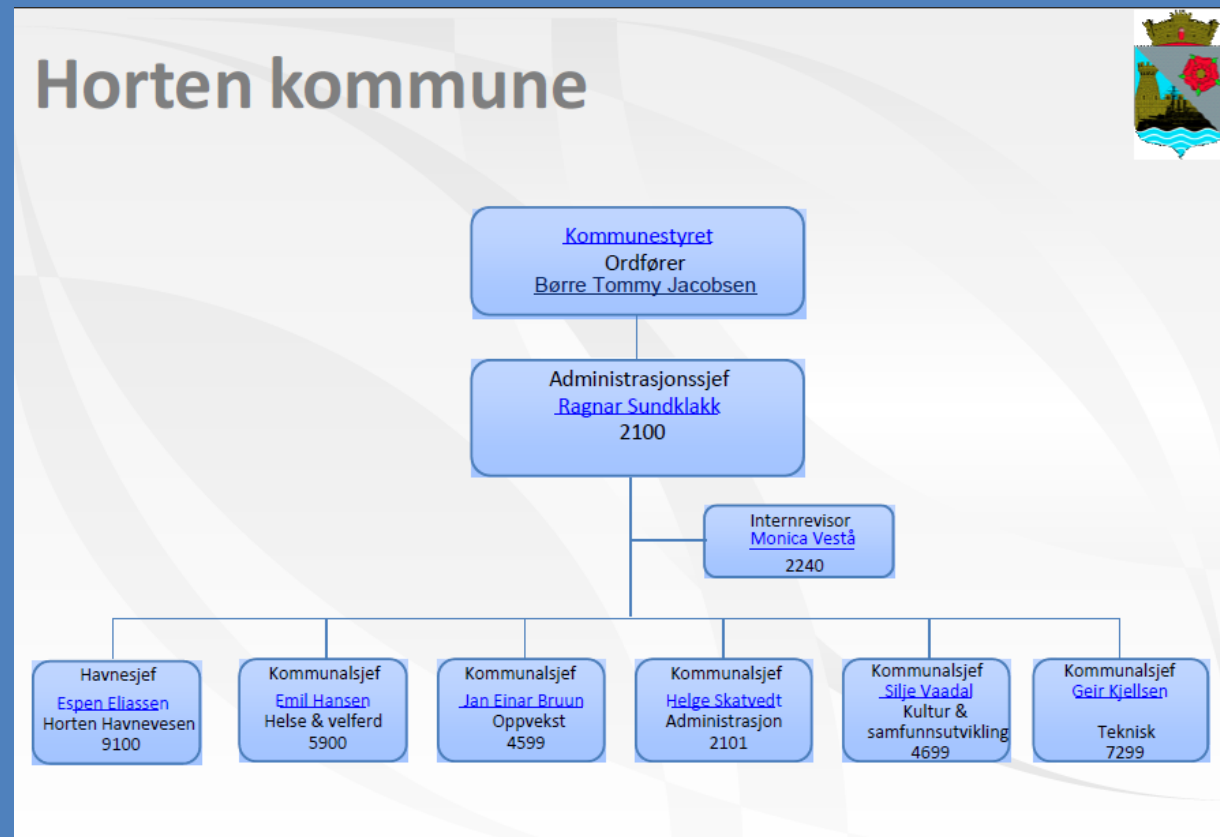 Horten kommune
Kommunestyret
Ordfører
Børre Tommy Jacobsen
Administrasjonssjef
Ragnar Sundklakk
2100
Internrevisor
Monica Vestå
2240
Havnesjef
Espen Eliassen
Horten Havnevesen
9100
Kommunalsjef
Emil Hansen
Helse & velferd
5900
Kommunalsjef
Jan Einar Bruun
Oppvekst
4599
Kommunalsjef
Helge Skatvedt
Administrasjon
2101
Kommunalsjef
Silje Vaadal
Kultur &
samfunnsutvikling
4699
Kommunalsjef
Geir Kjellsen
Teknisk
7299